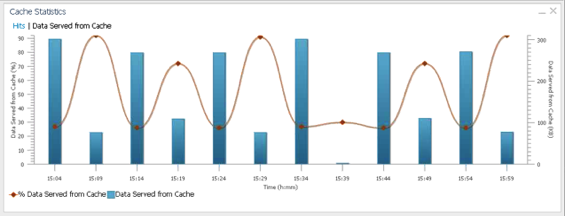 Cache Statistics
Hits | Data Served from Cache
Data Served from Cache (%)
90
80
70
60
50
40
30
20
10
0
300
200
100
0
Data Served from Cache (KB)
15:04 15:09 15:14 15:19 15:24 15:29 15:34 15:39 15:44 15:49 15:54 15:59
Time (h:mm)
% Data Served from Cache Data Served from Cache